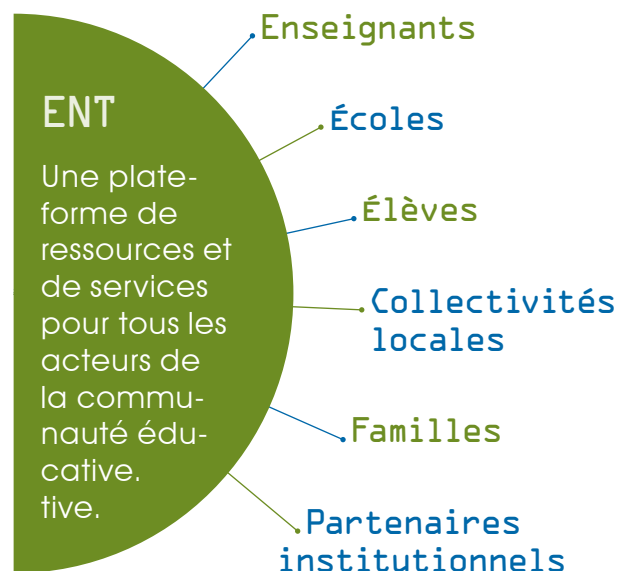 ENT
Une plate-
forme de
ressources et
de services
pour tous les
acteurs de
la commu-
nauté édu-
cative.
tive.
Enseignants
Écoles
Élèves
Collectivités
locales
Familles
Partenaires
institutionnels